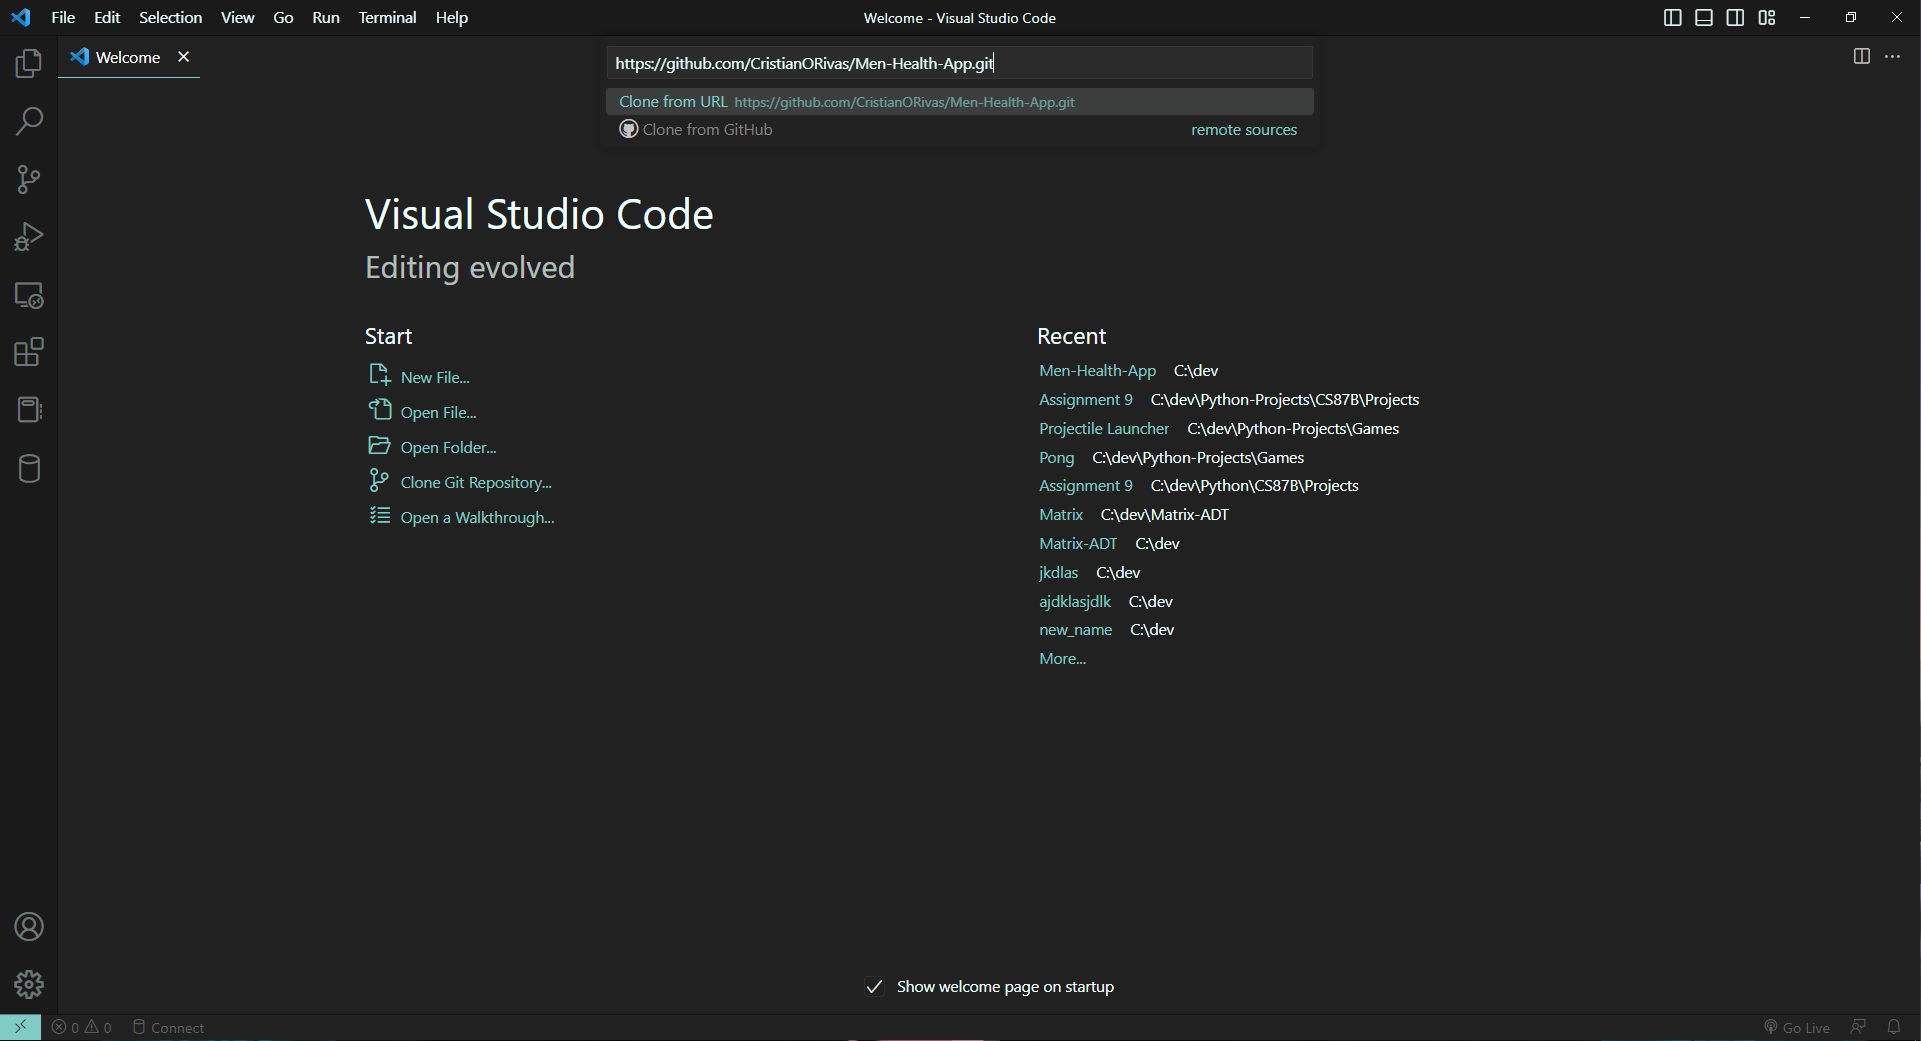 File Edit Selection View Go Run Terminal Help
Welcome - Visual Studio Code
Welcome
https://github.com/CristianORivas/Men-Health-App.git
Clone from URL https://github.com/CristianORivas/Men-Health-App.git
Clone from GitHub remote sources
Visual Studio Code
Editing evolved
Start
New File...
Open File...
Open Folder...
Clone Git Repository...
Open a Walkthrough...
Recent
Men-Health-App C:\dev
Assignment 9 C:\dev\Python-Projects\CS87B\Projects
Projectile Launcher C:\dev\Python-Projects\Games
Pong C:\dev\Python-Projects\Games
Assignment 9 C:\dev\Python\CS87B\Projects
Matrix C:\dev\Matrix-ADT
Matrix-ADT C:\dev
jkdlas C:\dev
ajdklasjdlk C:\dev
new_name C:\dev
More...
Show welcome page on startup
0 0 Connect
Go Live